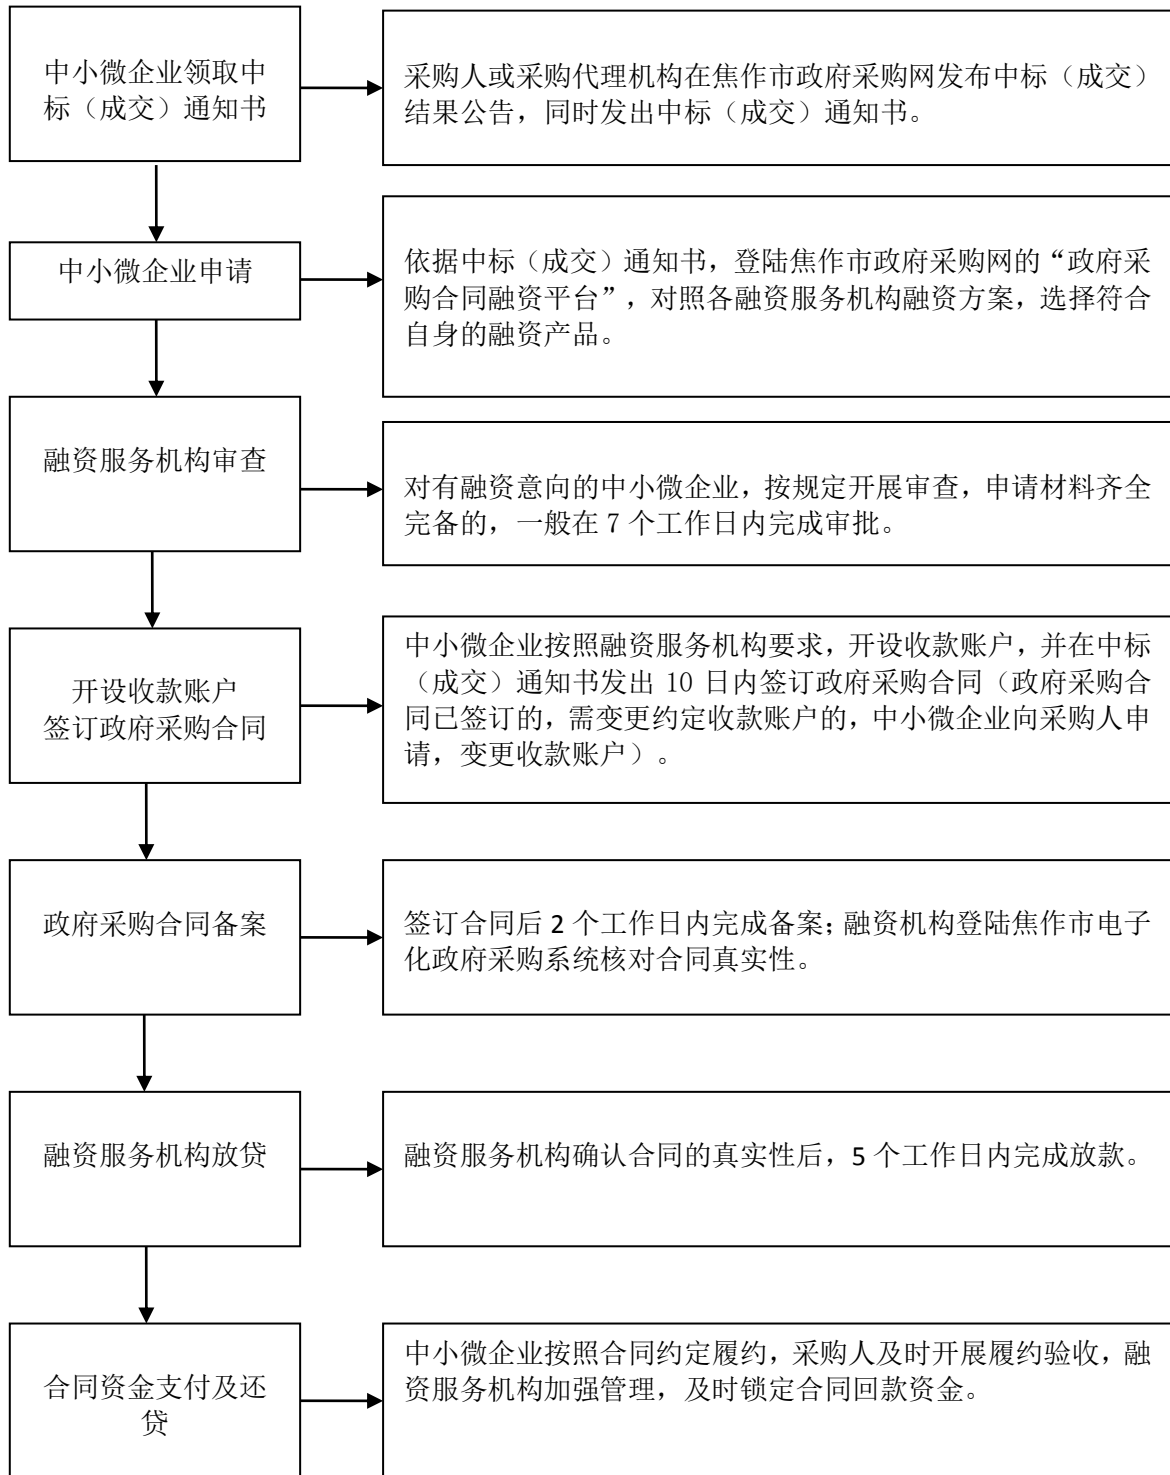 中小微企业领取中
标（成交）通知书
采购人或采购代理机构在焦作市政府采购网发布中标（成交）
结果公告，同时发出中标（成交）通知书。
中小微企业申请
依据中标（成交）通知书，登陆焦作市政府采购网的“政府采
购合同融资平台”，对照各融资服务机构融资方案，选择符合
自身的融资产品。
融资服务机构审查
对有融资意向的中小微企业，按规定开展审查，申请材料齐全
完备的，一般在 7 个工作日内完成审批。
开设收款账户
签订政府采购合同
中小微企业按照融资服务机构要求，开设收款账户，并在中标
（成交）通知书发出 10 日内签订政府采购合同（政府采购合
同已签订的，需变更约定收款账户的，中小微企业向采购人申
请，变更收款账户）。
政府采购合同备案
签订合同后 2 个工作日内完成备案；融资机构登陆焦作市电子
化政府采购系统核对合同真实性。
融资服务机构放贷
融资服务机构确认合同的真实性后，5 个工作日内完成放款。
合同资金支付及还
贷
中小微企业按照合同约定履约，采购人及时开展履约验收，融
资服务机构加强管理，及时锁定合同回款资金。